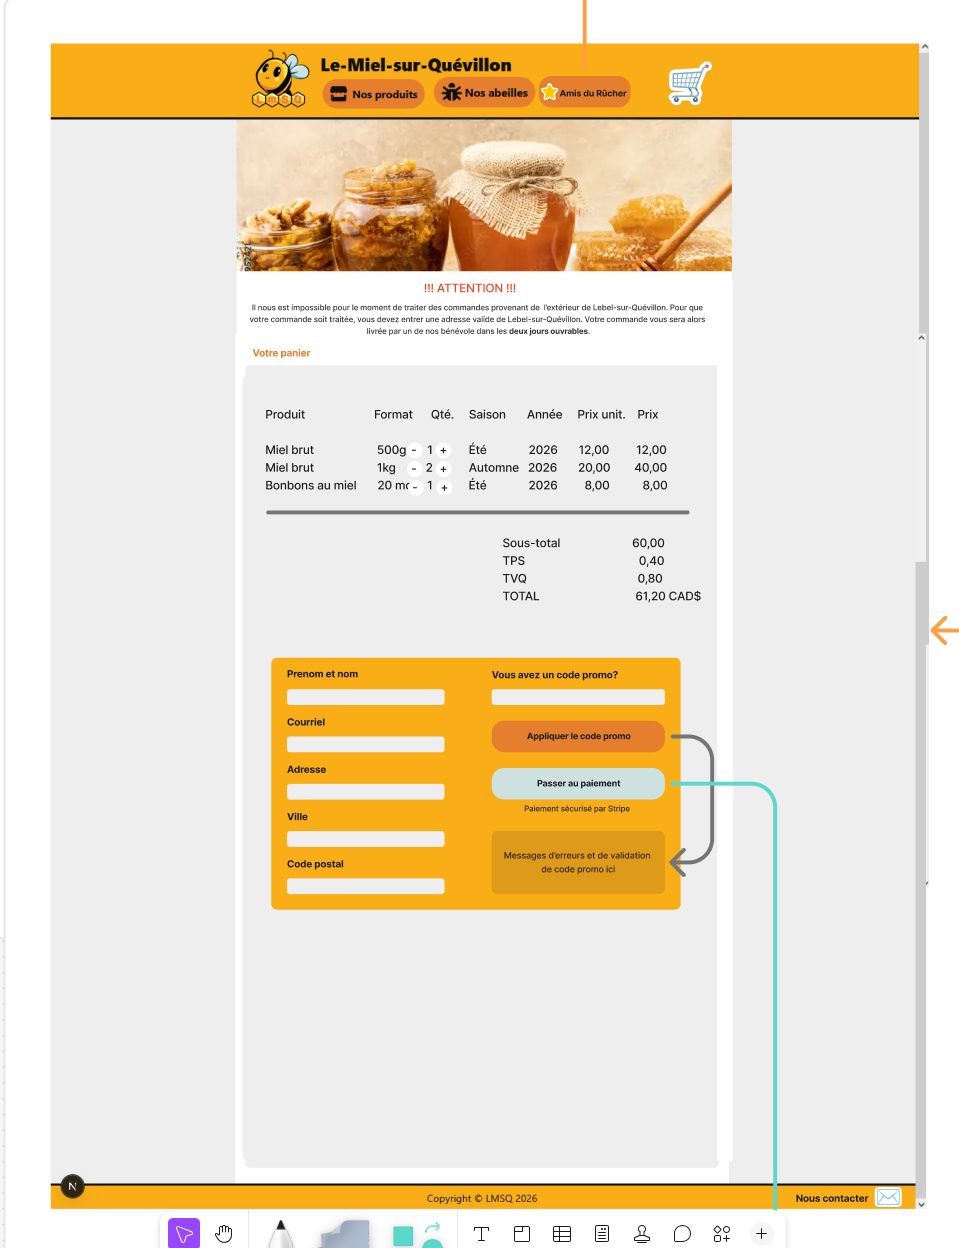 Le-Miel-sur-Quévillon
Nos produits
Nos abeilles
Amis du Rûcher
LmSQ
!!! ATTENTION !!!
Il nous est impossible pour le moment de traiter des commandes provenant de l'extérieur de Lebel-sur-Quévillon. Pour que
votre commande soit traitée, vous devez entrer une adresse valide de Lebel-sur-Quévillon. Votre commande vous sera alors
livrée par un de nos bénévole dans les deux jours ouvrables.
Votre panier
Produit Format Qté. Saison Année Prix unit. Prix
Miel brut 500g - 1 + Été 2026 12,00 12,00
Miel brut 1kg - 2 + Automne 2026 20,00 40,00
Bonbons au miel 20 - 1 + Été 2026 8,00 8,00
Sous-total 60,00
TPS 0,40
TVQ 0,80
TOTAL 61,20 CAD$
Prenom et nom
Courriel
Adresse
Ville
Code postal
Vous avez un code promo?
Appliquer le code promo
Passer au paiement
Paiement sécurisé par Stripe
Messages d'erreurs et de validation
de code promo ici
N
Copyright © LMSQ 2026
Nous contacter